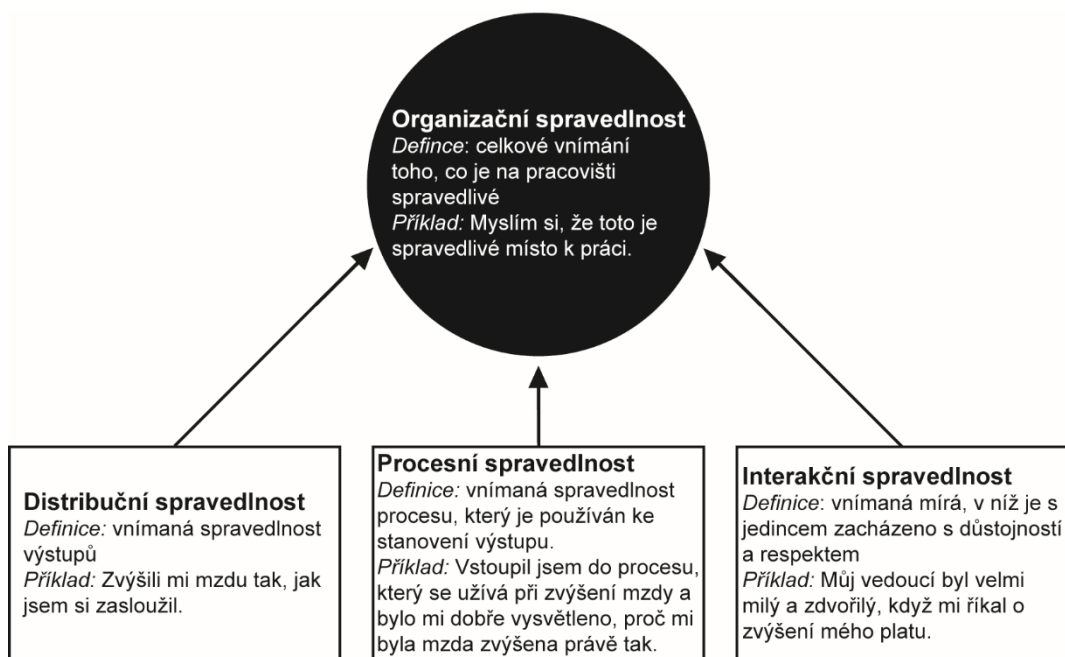 Organizační spravedlnost
Defince: celkové vnímání
toho, co je na pracovišti
spravedlivé
Příklad: Myslím si, že toto je
spravedlivé místo k práci.
Distribuční spravedlnost
Definice: vnímaná spravedlnost
výstupů
Příklad: Zvýšili mi mzdu tak, jak
jsem si zasloužil.
Procesní spravedlnost
Definice: vnímaná spravedlnost
procesu, který je používán ke
stanovení výstupu.
Příklad: Vstoupil jsem do procesu,
který se užívá při zvýšení mzdy a
bylo mi dobře vysvětleno, proč mi
byla mzda zvýšena právě tak.
Interakční spravedlnost
Definice: vnímaná mírá, v níž je s
jedincem zacházeno s důstojností
a respektem
Příklad: Můj vedoucí byl velmi
milý a zdvořilý, když mi říkal o
zvýšení mého platu.